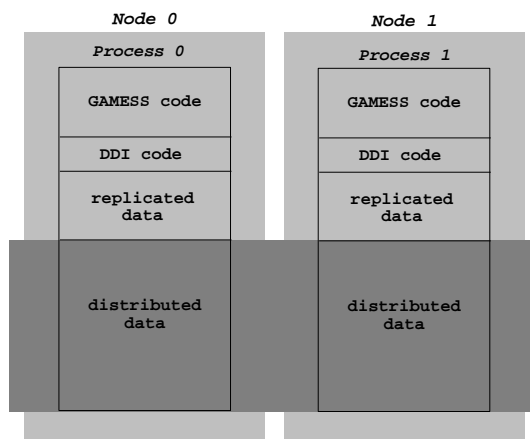 Node 0
Process 0
GAMESS code
DDI code
replicated
data
distributed
data
Node 1
Process 1
GAMESS code
DDI code
replicated
data
distributed
data